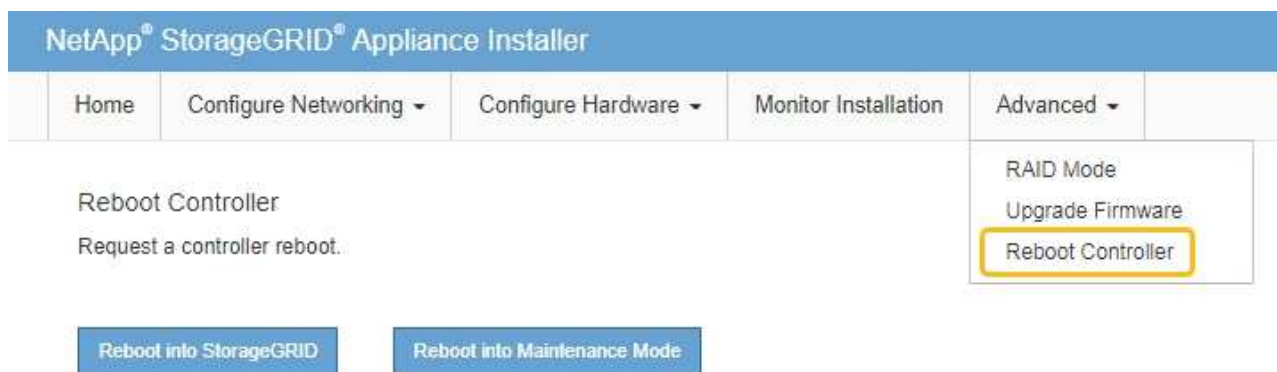 NetApp® StorageGRID® Appliance Installer
Home Configure Networking Configure Hardware Monitor Installation Advanced
RAID Mode
Upgrade Firmware
Reboot Controller
Reboot Controller
Request a controller reboot.
Reboot into StorageGRID Reboot into Maintenance Mode